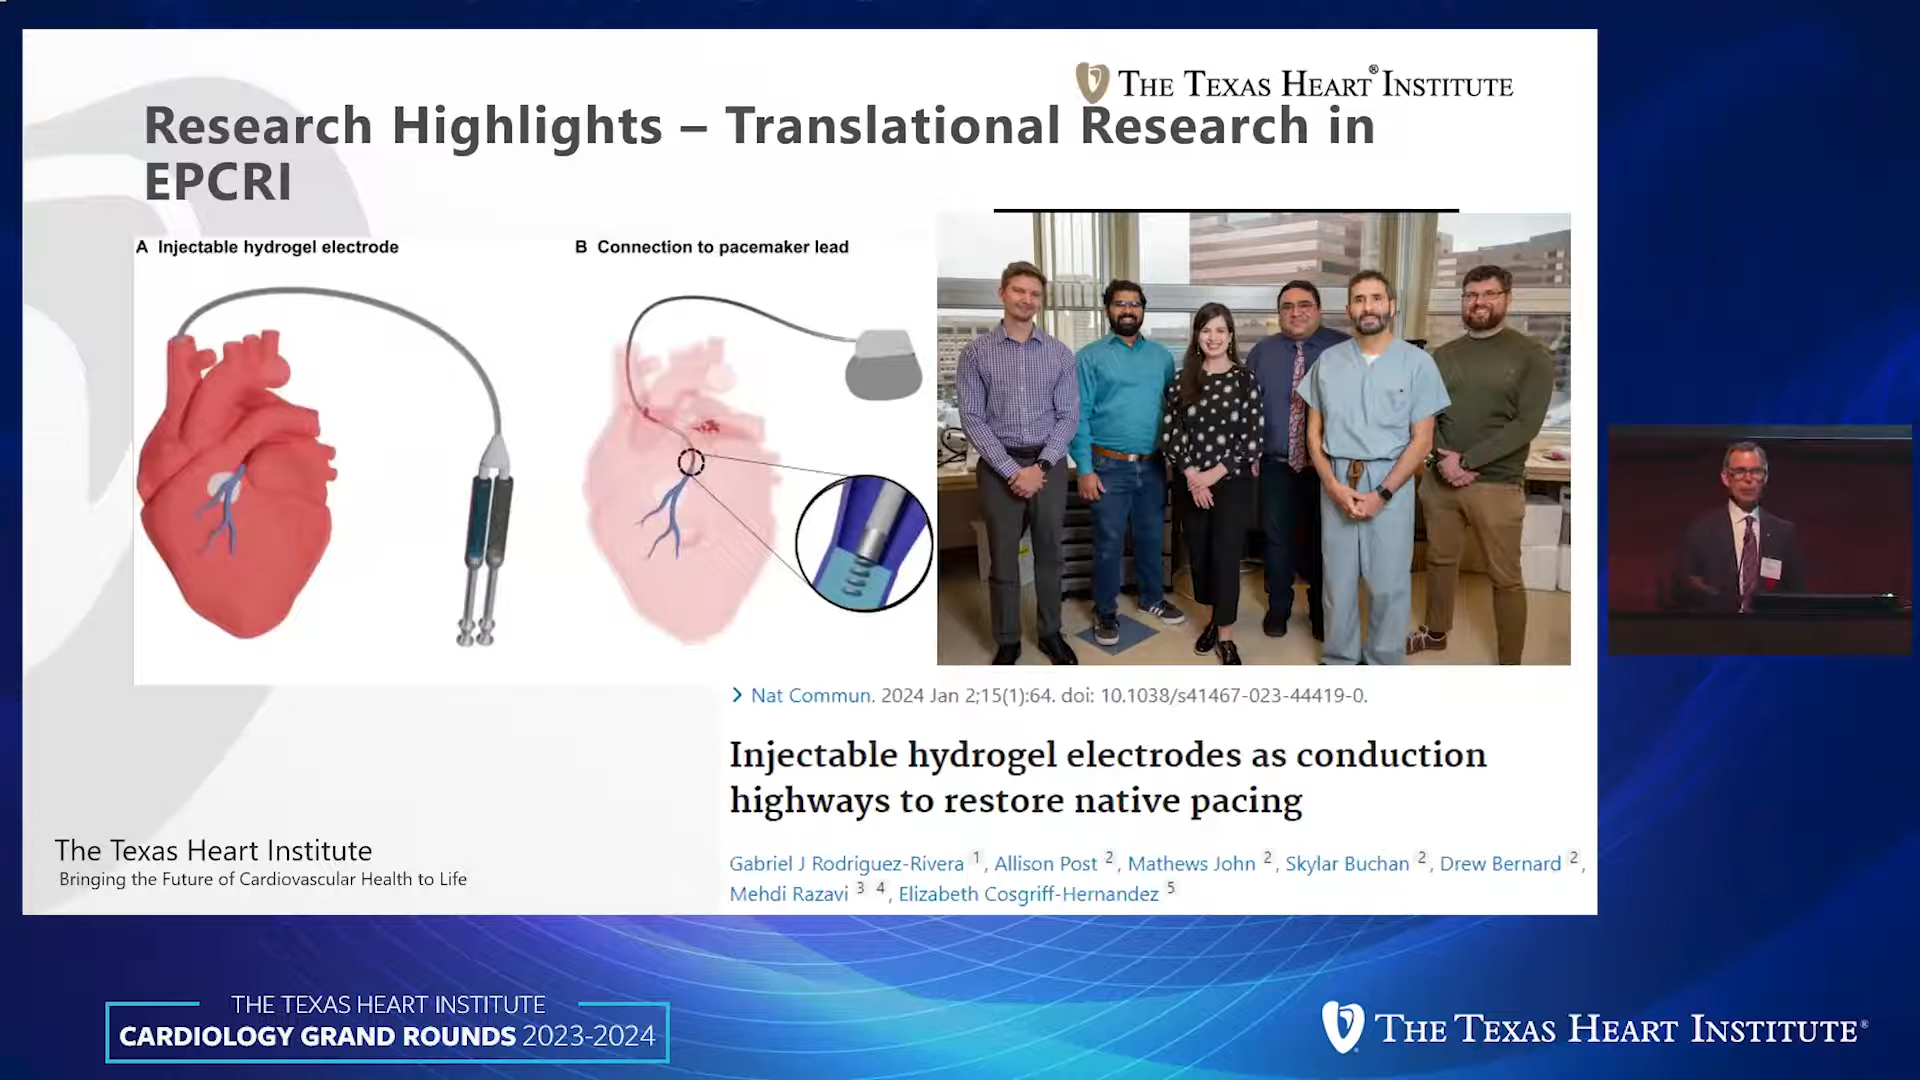 THE TEXAS HEART® INSTITUTE
Research Highlights – Translational Research in
EPCRI
A Injectable hydrogel electrode
B Connection to pacemaker lead
> Nat Commun. 2024 Jan 2;15(1):64. doi: 10.1038/s41467-023-44419-0.
Injectable hydrogel electrodes as conduction
highways to restore native pacing
Gabriel J Rodriguez-Rivera 1, Allison Post 2, Mathews John 2, Skylar Buchan 2, Drew Bernard 2,
Mehdi Razavi 3 4, Elizabeth Cosgriff-Hernandez 5
The Texas Heart Institute
Bringing the Future of Cardiovascular Health to Life
THE TEXAS HEART INSTITUTE
CARDIOLOGY GRAND ROUNDS 2023-2024
THE TEXAS HEART INSTITUTE®